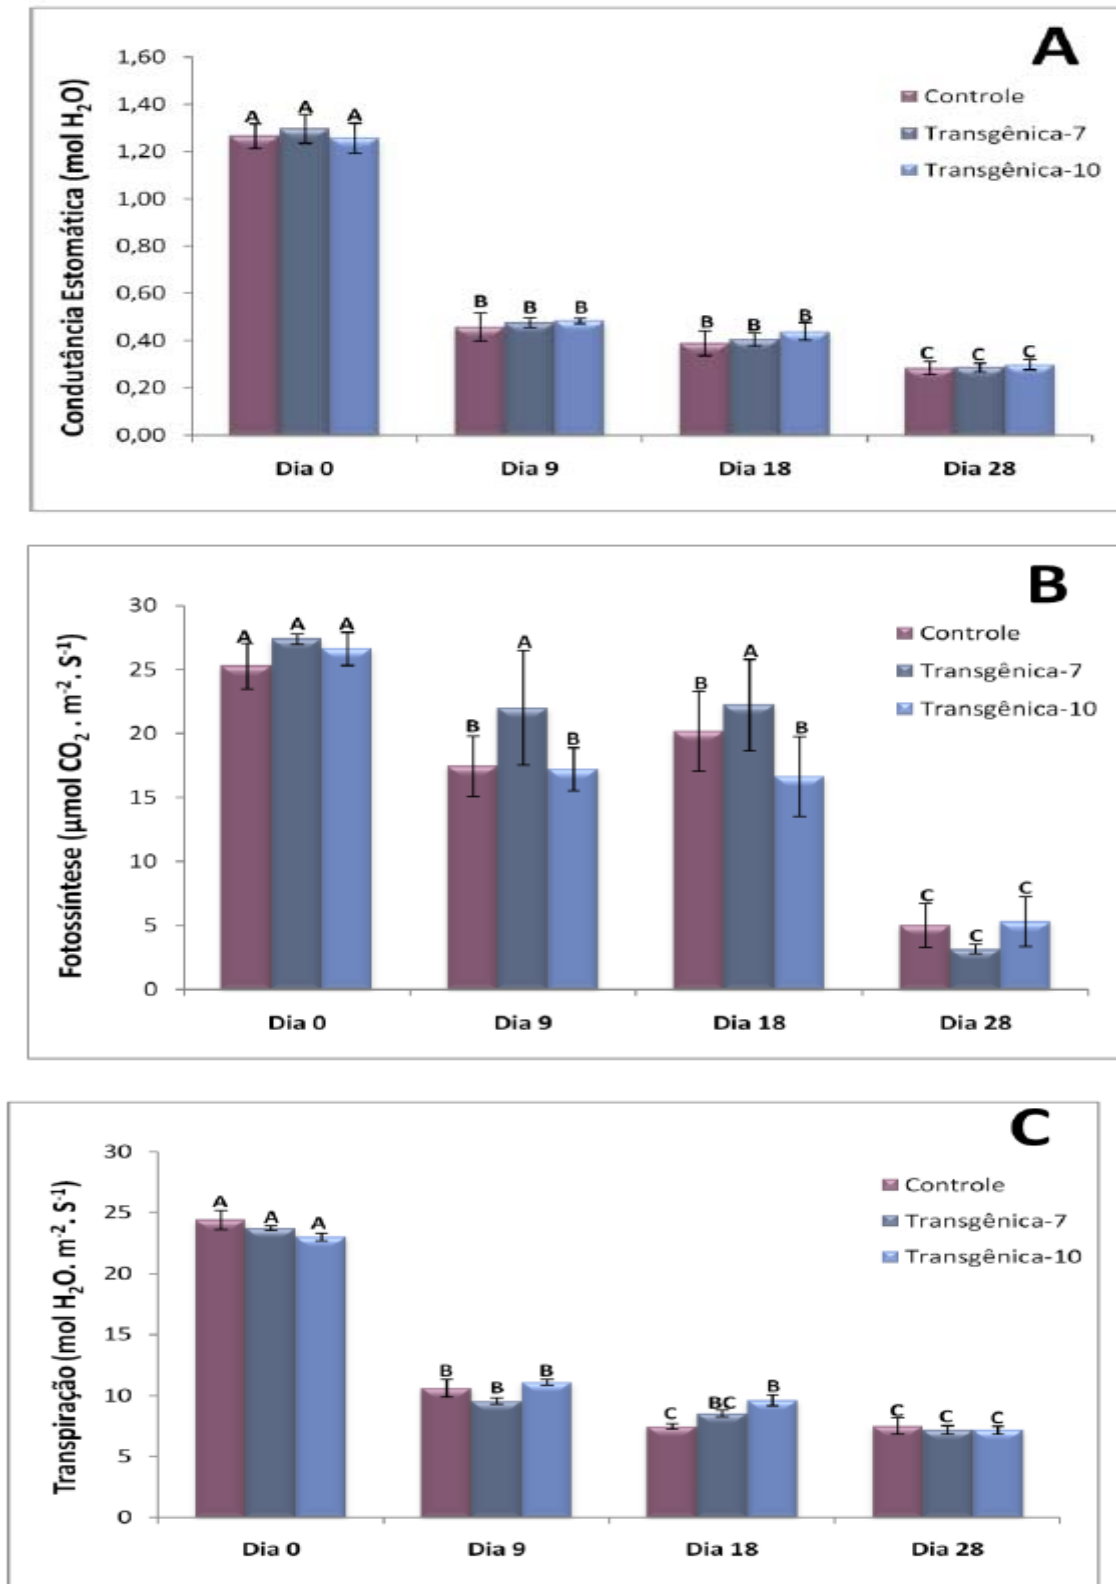 A
Condutância Estomática (mol H₂O)
1,60
1,40
1,20
1,00
0,80
0,60
0,40
0,20
0,00
A A A
B B B
B B B
C C C
Dia 0 Dia 9 Dia 18 Dia 28
Controle
Transgênica-7
Transgênica-10
B
Fotossíntese (µmol CO₂ . m⁻². S⁻¹)
30
25
20
15
10
5
0
A A A
B A B
B A B
C C C
Dia 0 Dia 9 Dia 18 Dia 28
Controle
Transgênica-7
Transgênica-10
C
Transpiração (mol H₂O. m⁻². S⁻¹)
30
25
20
15
10
5
0
A A A
B B B
C BC B
C C C
Dia 0 Dia 9 Dia 18 Dia 28
Controle
Transgênica-7
Transgênica-10